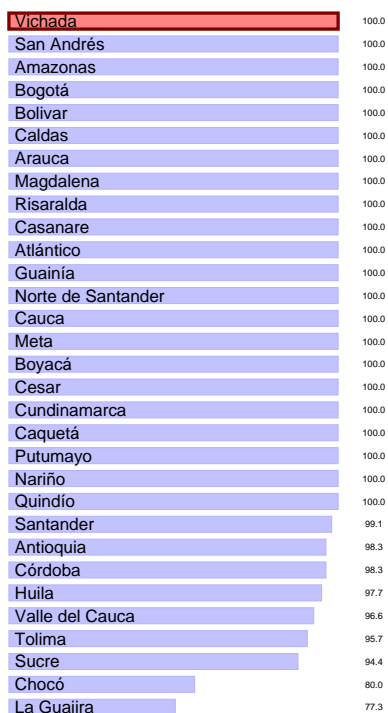 Vichada 100.0
San Andrés 100.0
Amazonas 100.0
Bogotá 100.0
Bolivar 100.0
Caldas 100.0
Arauca 100.0
Magdalena 100.0
Risaralda 100.0
Casanare 100.0
Atlántico 100.0
Guainía 100.0
Norte de Santander 100.0
Cauca 100.0
Meta 100.0
Boyacá 100.0
Cesar 100.0
Cundinamarca 100.0
Caquetá 100.0
Putumayo 100.0
Nariño 100.0
Quindío 100.0
Santander 99.1
Antioquia 98.3
Córdoba 98.3
Huila 97.7
Valle del Cauca 96.6
Tolima 95.7
Sucre 94.4
Chocó 80.0
La Guajira 77.3